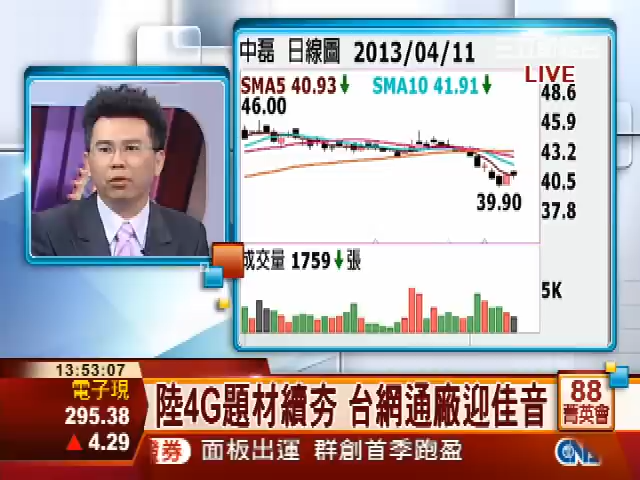 中磊 日線圖 2013/04/11
LIVE
SMA5 40.93↓ SMA10 41.91↓
46.00
48.6
45.9
43.2
40.5
37.8
39.90
成交量 1759↓張
5K
13:53:07
電子現
295.38
▲4.29
陸4G題材續夯 台網通廠迎佳音
88
菁英會
證券 面板出運 群創首季跑盈